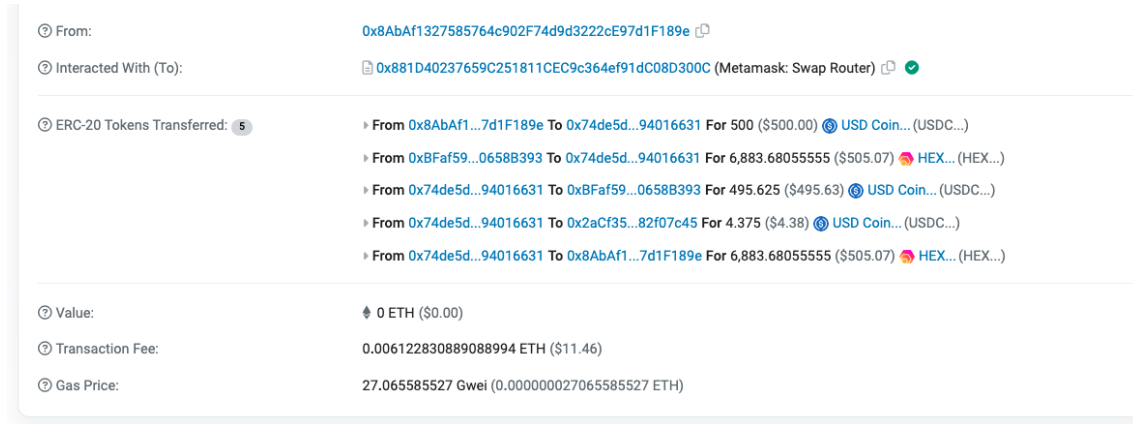 From: 0x8AbAf1327585764c902F74d9d3222cE97d1F189e
Interacted With (To): 0x881D40237659C251811CEC9c364ef91dC08D300C (Metamask: Swap Router)
ERC-20 Tokens Transferred: 5 From 0x8AbAf1...7d1F189e To 0x74de5d...94016631 For 500 ($500.00) USD Coin... (USDC...)
From 0xBFaf59...0658B393 To 0x74de5d...94016631 For 6,883.68055555 ($505.07) HEX... (HEX...)
From 0x74de5d...94016631 To 0xBFaf59...0658B393 For 495.625 ($495.63) USD Coin... (USDC...)
From 0x74de5d...94016631 To 0x2aCf35...82f07c45 For 4.375 ($4.38) USD Coin... (USDC...)
From 0x74de5d...94016631 To 0x8AbAf1...7d1F189e For 6,883.68055555 ($505.07) HEX... (HEX...)
Value: 0 ETH ($0.00)
Transaction Fee: 0.006122830889088994 ETH ($11.46)
Gas Price: 27.065585527 Gwei (0.000000027065585527 ETH)